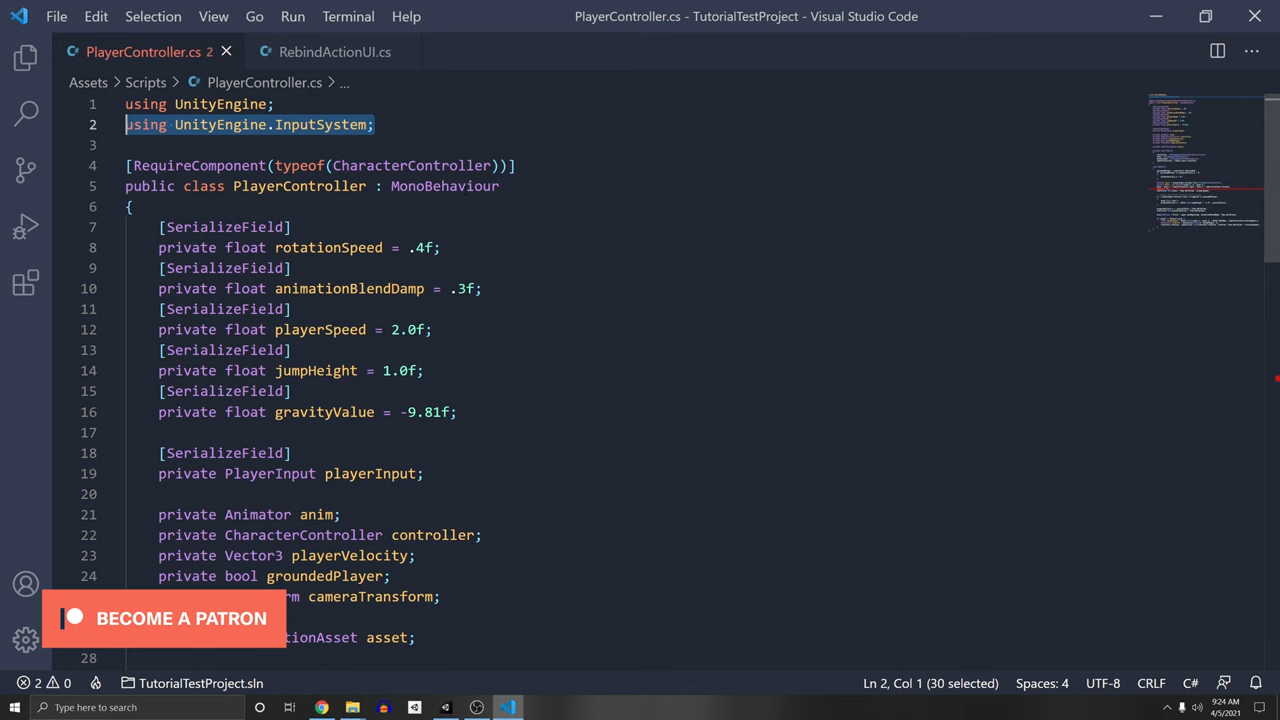 File Edit Selection View Go Run Terminal Help PlayerController.cs - TutorialTestProject - Visual Studio Code
PlayerController.cs 2 RebindActionUI.cs
Assets > Scripts > PlayerController.cs > ...
1 using UnityEngine;
2 using UnityEngine.InputSystem;
3
4 [RequireComponent(typeof(CharacterController))]
5 public class PlayerController : MonoBehaviour
6 {
7 [SerializeField]
8 private float rotationSpeed = .4f;
9 [SerializeField]
10 private float animationBlendDamp = .3f;
11 [SerializeField]
12 private float playerSpeed = 2.0f;
13 [SerializeField]
14 private float jumpHeight = 1.0f;
15 [SerializeField]
16 private float gravityValue = -9.81f;
17
18 [SerializeField]
19 private PlayerInput playerInput;
20
21 private Animator anim;
22 private CharacterController controller;
23 private Vector3 playerVelocity;
24 private bool groundedPlayer;
rm cameraTransform;
BECOME A PATRON
tionAsset asset;
28
2 0 TutorialTestProject.sln Ln 2, Col 1 (30 selected) Spaces: 4 UTF-8 CRLF C#
Type here to search 9:24 AM
4/5/2021